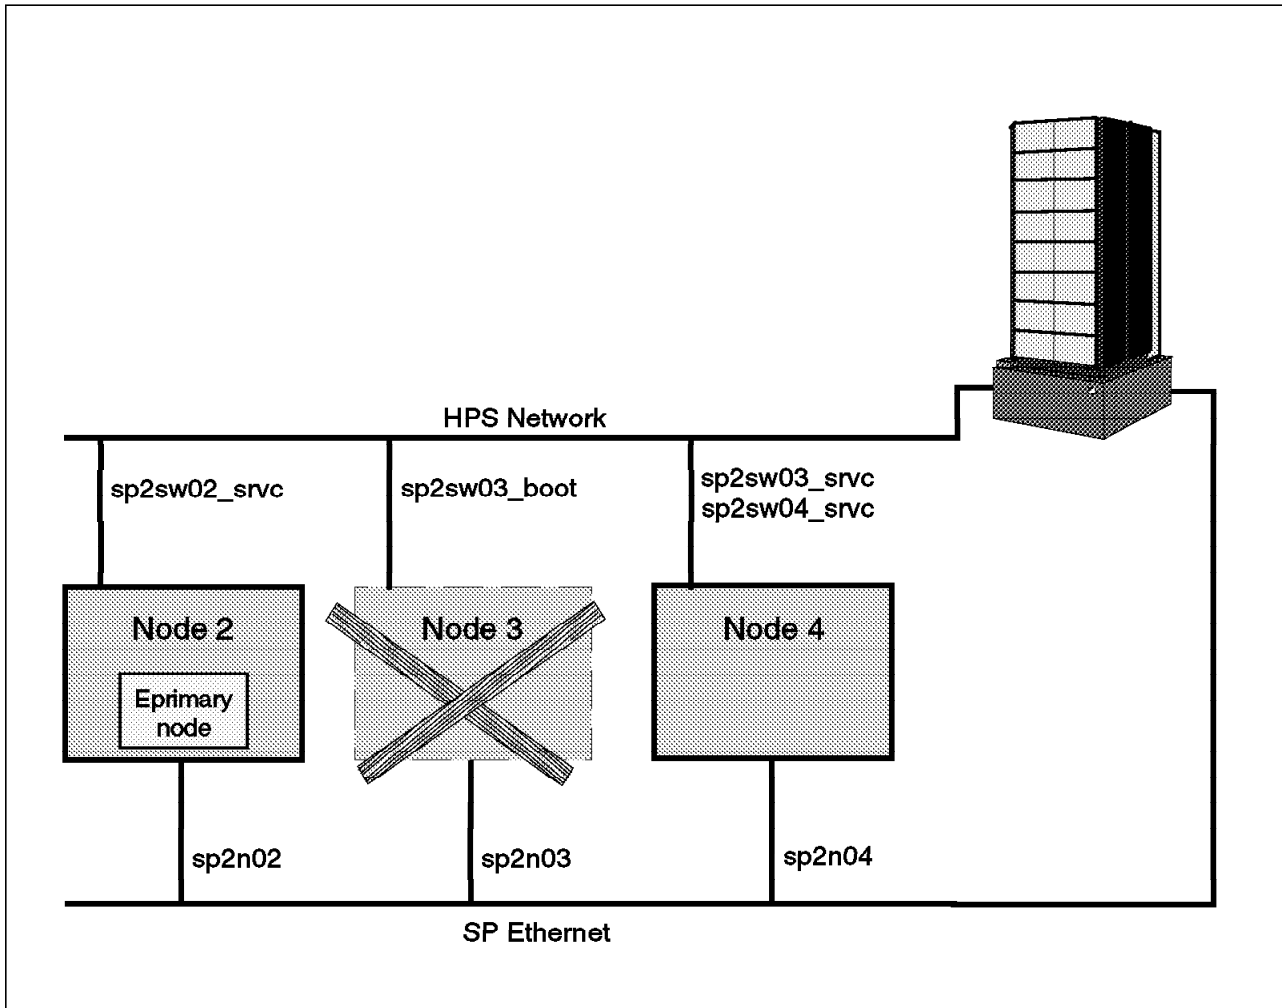 HPS Network
sp2sw02_srvc
sp2sw03_boot
sp2sw03_srvc
sp2sw04_srvc
Node 2
Node 3
Node 4
Eprimary
node
sp2n02
sp2n03
sp2n04
SP Ethernet